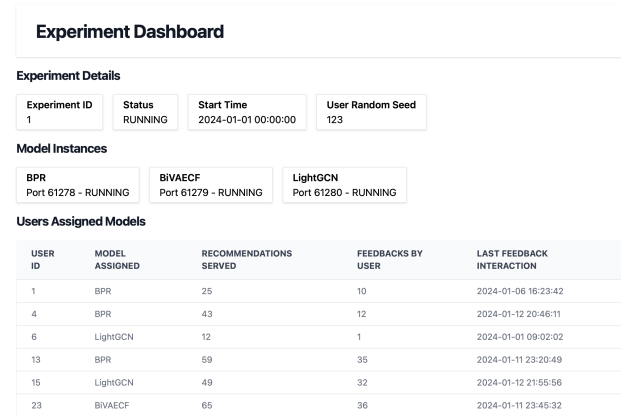 Experiment Dashboard
Experiment Details
Experiment ID Status Start Time User Random Seed
1 RUNNING 2024-01-01 00:00:00 123
Model Instances
BPR BiVAECF LightGCN
Port 61278 - RUNNING Port 61279 - RUNNING Port 61280 - RUNNING
Users Assigned Models
USER MODEL RECOMMENDATIONS FEEDBACKS BY LAST FEEDBACK
ID ASSIGNED SERVED USER INTERACTION
1 BPR 25 10 2024-01-06 16:23:42
4 BPR 43 12 2024-01-12 20:46:11
6 LightGCN 12 1 2024-01-01 09:02:02
13 BPR 59 35 2024-01-11 23:20:49
15 LightGCN 49 32 2024-01-12 21:55:56
23 BiVAECF 65 36 2024-01-11 23:45:32